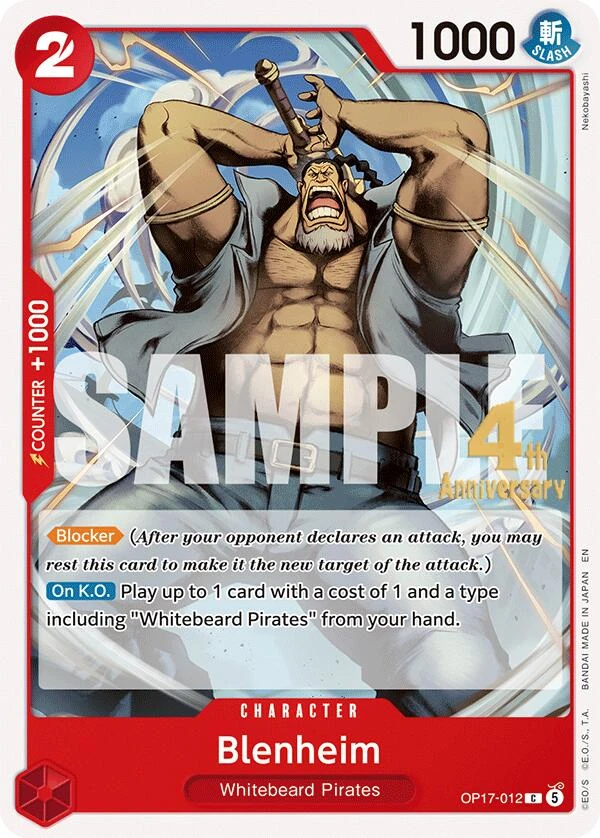 2
1000
斬
SLASH
Nekobayashi
COUNTER +1000
SAMPLE
4th
Anniversary
Blocker (After your opponent declares an attack, you may
rest this card to make it the new target of the attack.)
On K.O. Play up to 1 card with a cost of 1 and a type
including "Whitebeard Pirates" from your hand.
CHARACTER
Blenheim
Whitebeard Pirates
OP17-012 C 5
©EO/S ©E.O./S., T.A. BANDAI MADE IN JAPAN EN